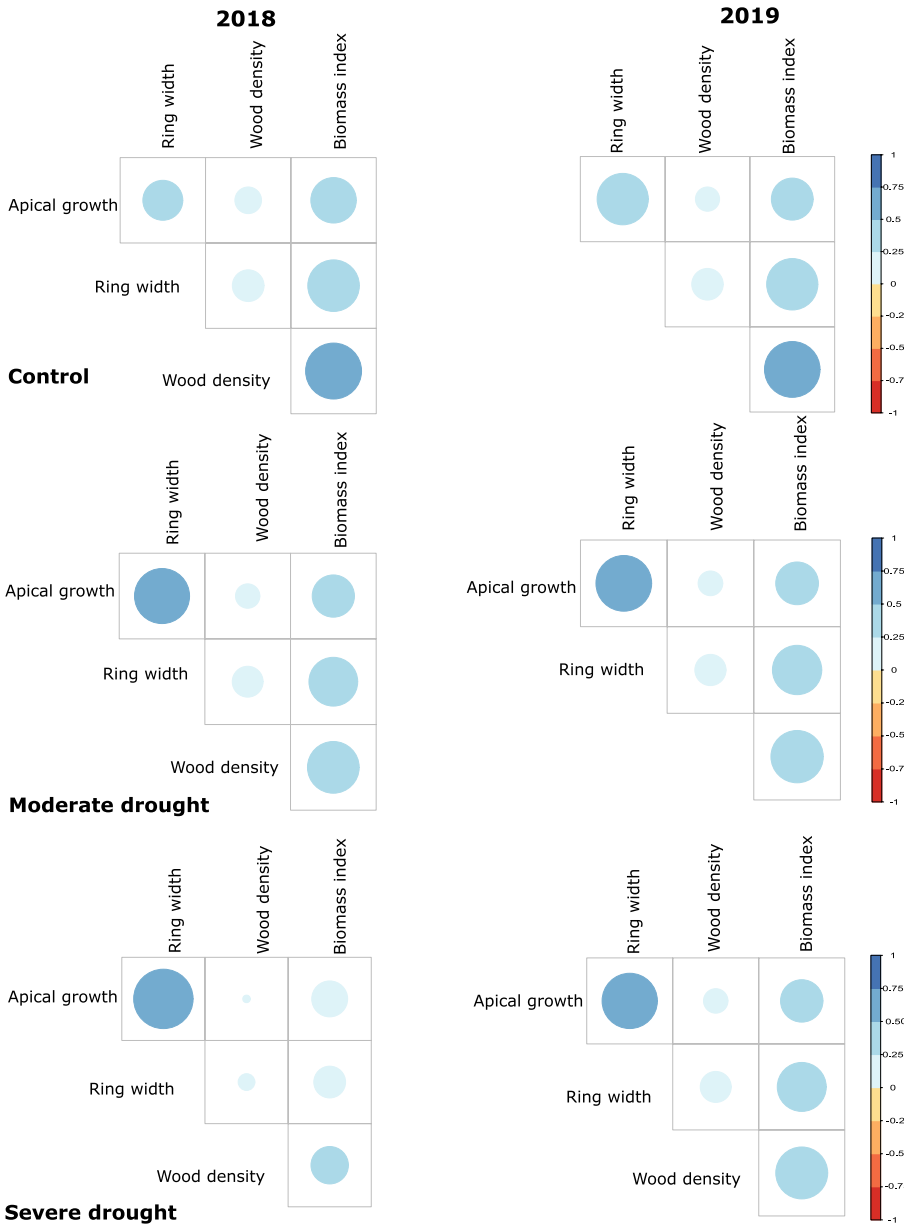 2018
2019
Ring width
Wood density
Biomass index
Ring width
Wood density
Biomass index
Apical growth
Ring width
Control
Wood density
1
0.75
0.5
0.25
0
-0.2
-0.5
-0.7
-1
Ring width
Wood density
Biomass index
Ring width
Wood density
Biomass index
Apical growth
Apical growth
Ring width
Ring width
Wood density
Moderate drought
1
0.75
0.5
0.25
0
-0.2
-0.5
-0.7
-1
Ring width
Wood density
Biomass index
Ring width
Wood density
Biomass index
Apical growth
Apical growth
Ring width
Ring width
Wood density
Wood density
Severe drought
1
0.75
0.50
0.25
0
-0.2
-0.5
-0.7
-1